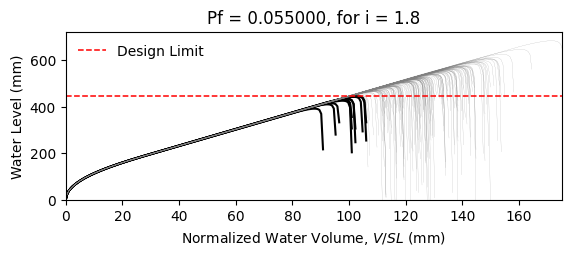 Pf = 0.055000, for i = 1.8
Design Limit
Water Level (mm)
600
400
200
0
0 20 40 60 80 100 120 140 160
Normalized Water Volume, V/SL (mm)